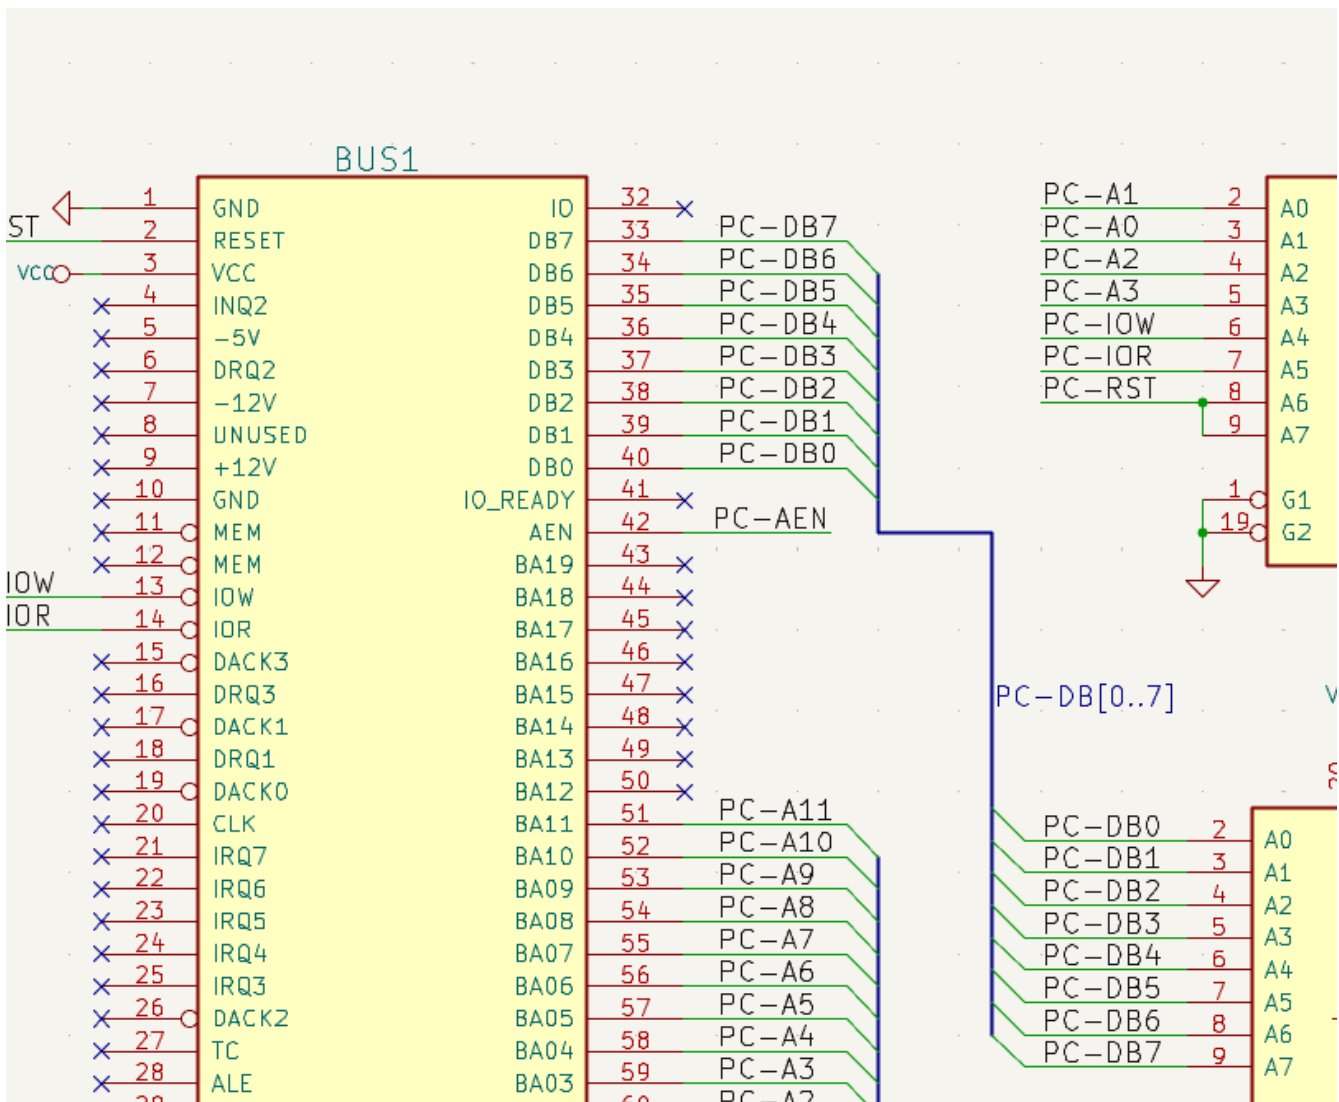 BUS1
ST
VCC
IOW
IOR
1 GND
2 RESET
3 VCC
4 INQ2
5 -5V
6 DRQ2
7 -12V
8 UNUSED
9 +12V
10 GND
11 MEM
12 MEM
13 IOW
14 IOR
15 DACK3
16 DRQ3
17 DACK1
18 DRQ1
19 DACK0
20 CLK
21 IRQ7
22 IRQ6
23 IRQ5
24 IRQ4
25 IRQ3
26 DACK2
27 TC
28 ALE
IO 32
DB7 33 PC-DB7
DB6 34 PC-DB6
DB5 35 PC-DB5
DB4 36 PC-DB4
DB3 37 PC-DB3
DB2 38 PC-DB2
DB1 39 PC-DB1
DB0 40 PC-DB0
IO_READY 41
AEN 42 PC-AEN
BA19 43
BA18 44
BA17 45
BA16 46
BA15 47
BA14 48
BA13 49
BA12 50
BA11 51 PC-A11
BA10 52 PC-A10
BA09 53 PC-A9
BA08 54 PC-A8
BA07 55 PC-A7
BA06 56 PC-A6
BA05 57 PC-A5
BA04 58 PC-A4
BA03 59 PC-A3
PC-A1 2 A0
PC-A0 3 A1
PC-A2 4 A2
PC-A3 5 A3
PC-IOW 6 A4
PC-IOR 7 A5
PC-RST 8 A6
9 A7
1 G1
19 G2
PC-DB[0..7]
PC-DB0 2 A0
PC-DB1 3 A1
PC-DB2 4 A2
PC-DB3 5 A3
PC-DB4 6 A4
PC-DB5 7 A5
PC-DB6 8 A6
PC-DB7 9 A7